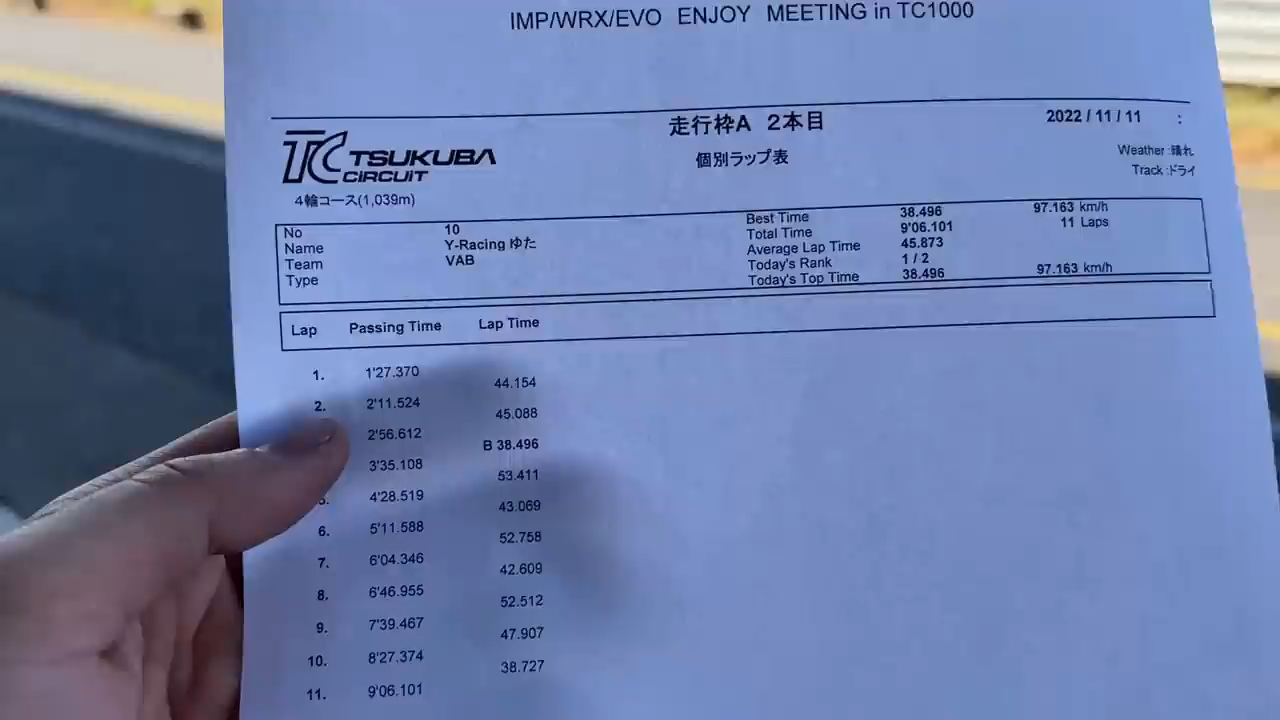 IMP/WRX/EVO ENJOY MEETING in TC1000
走行枠A 2本目
2022 / 11 / 11 :
個別ラップ表
Weather :晴れ
Track :ドライ
TC TSUKUBA
CIRCUIT
4輪コース(1,039m)
No 10
Name Y-Racing ゆた
Team VAB
Type
Best Time 38.496 97.163 km/h
Total Time 9'06.101 11 Laps
Average Lap Time 45.873
Today's Rank 1 / 2
Today's Top Time 38.496 97.163 km/h
Lap Passing Time Lap Time
1. 1'27.370
44.154
2. 2'11.524
45.088
2'56.612
B 38.496
3'35.108
53.411
4'28.519
43.069
6. 5'11.588
52.758
7. 6'04.346
42.609
8. 6'46.955
52.512
9. 7'39.467
47.907
10. 8'27.374
38.727
11. 9'06.101